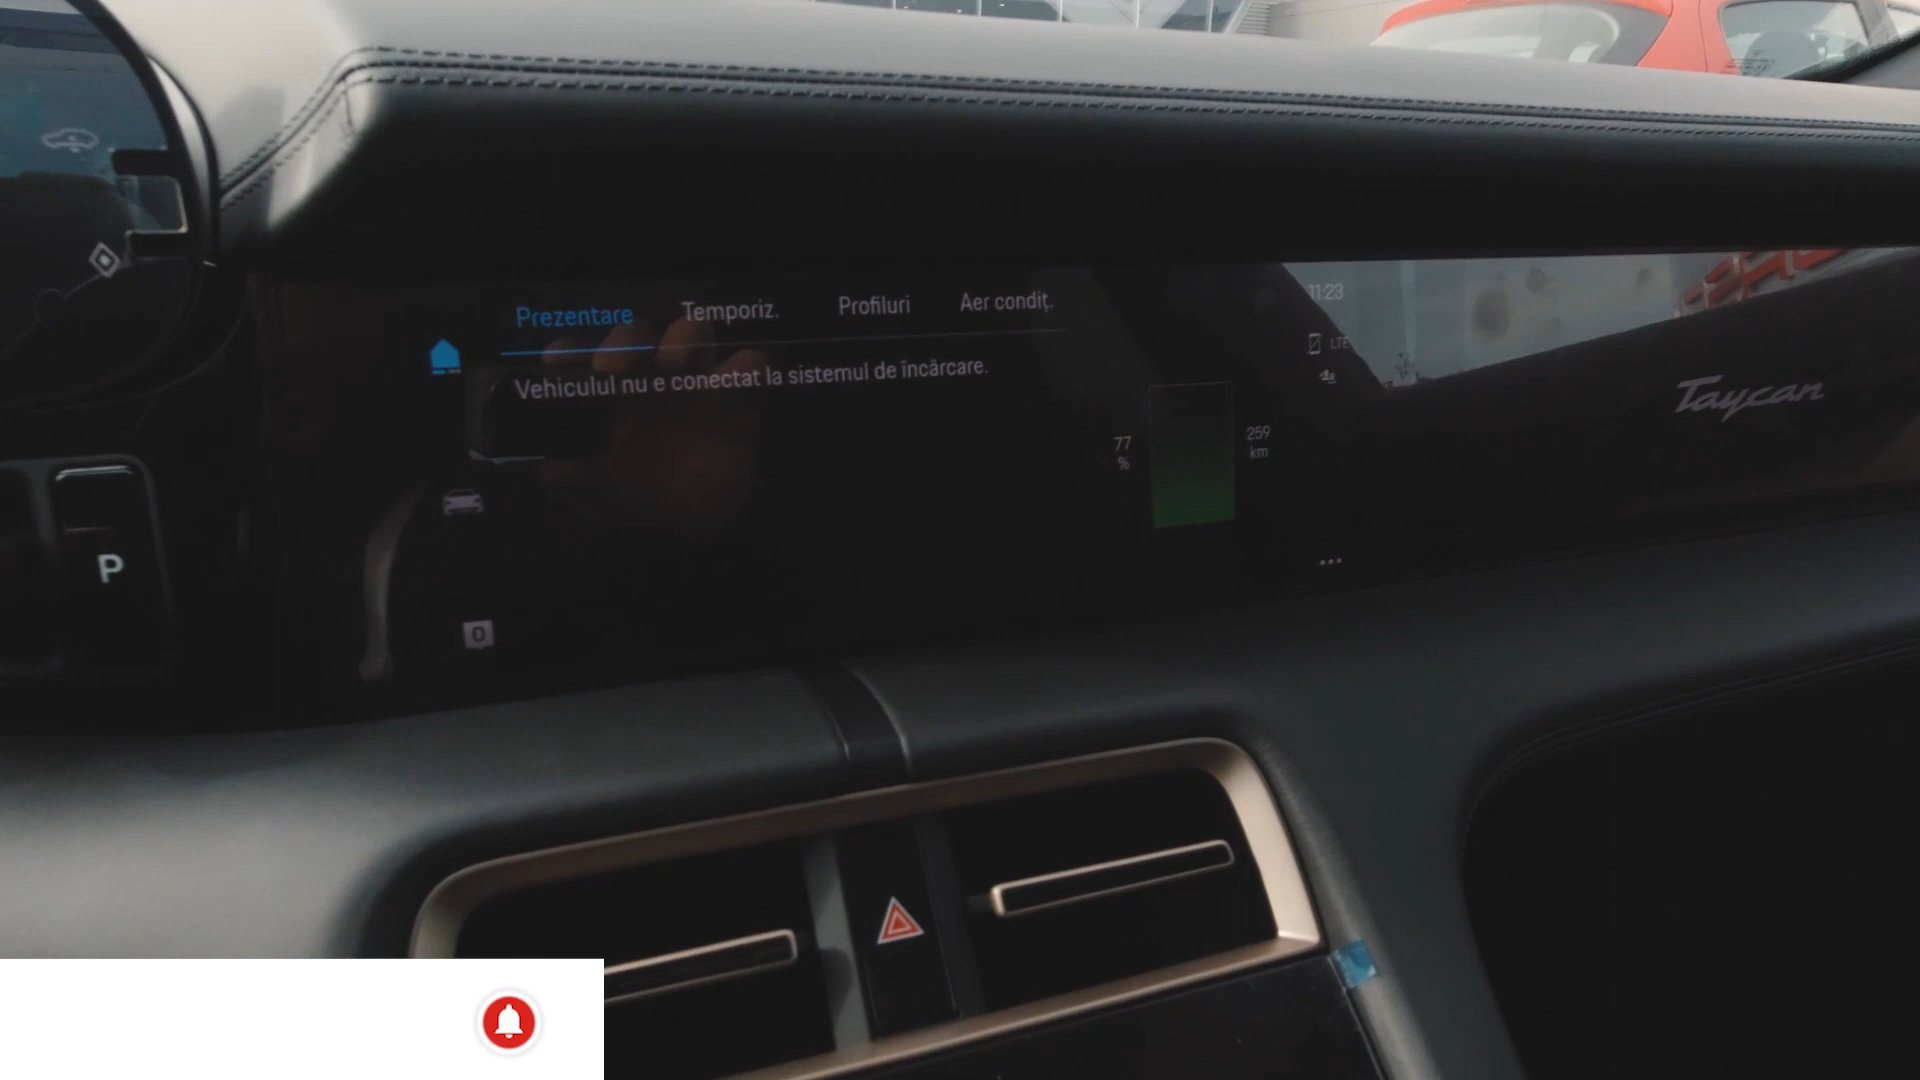 Prezentare Temporiz. Profiluri Aer condiț.
Vehiculul nu e conectat la sistemul de încărcare.
77
%
259
km
11:23
LTE
Taycan
P
0